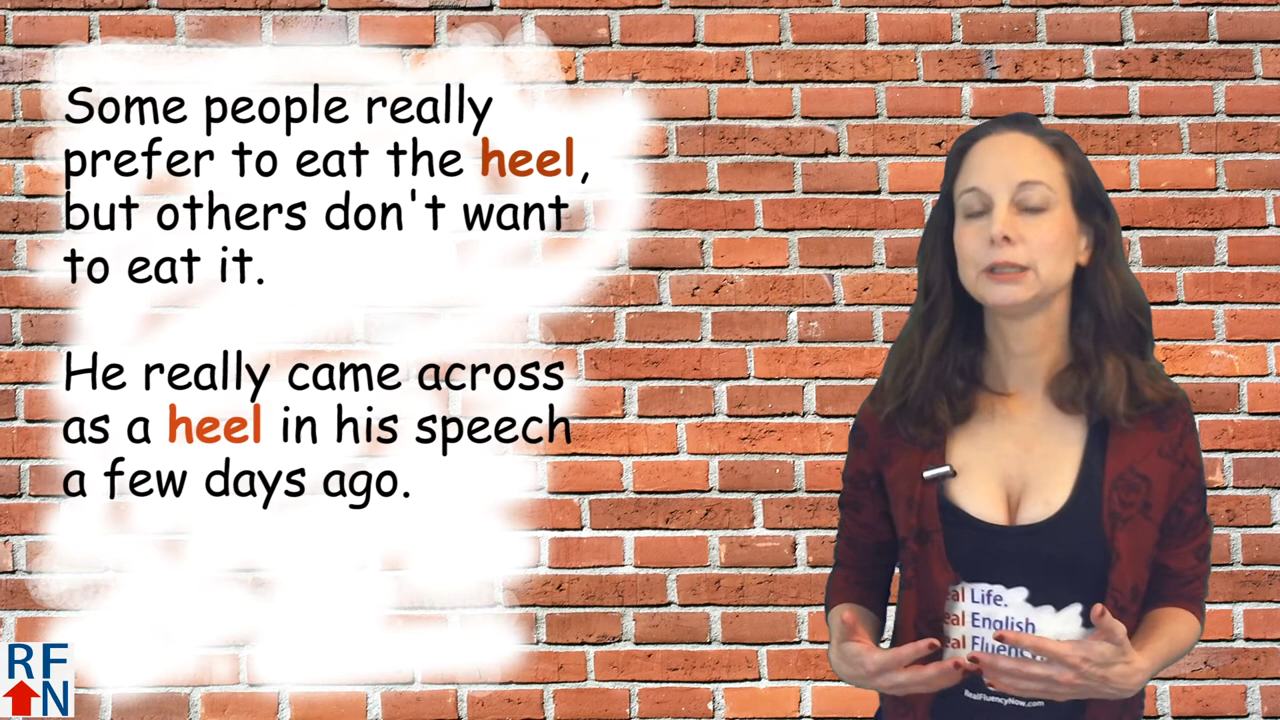 Some people really
prefer to eat the heel,
but others don't want
to eat it.
He really came across
as a heel in his speech
a few days ago.
Life.
English
RealFluencyNow.com
RF
N